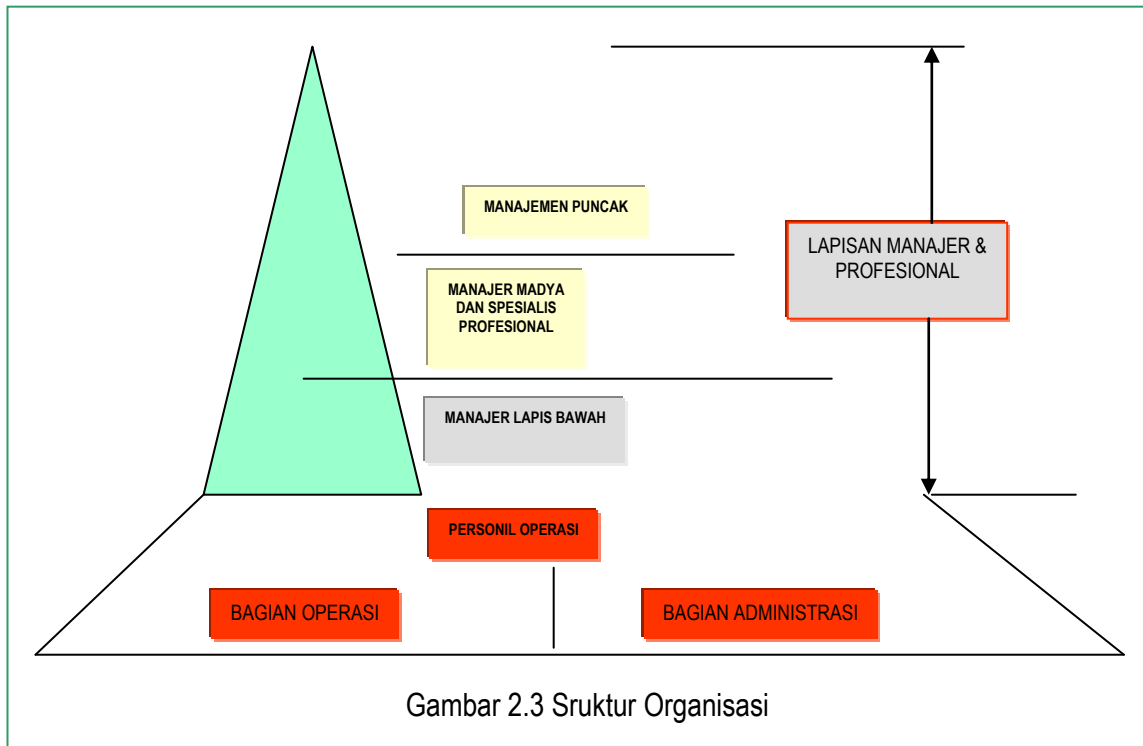 MANAJEMEN PUNCAK
LAPISAN MANAJER &
PROFESIONAL
MANAJER MADYA
DAN SPESIALIS
PROFESIONAL
MANAJER LAPIS BAWAH
PERSONIL OPERASI
BAGIAN OPERASI
BAGIAN ADMINISTRASI
Gambar 2.3 Sruktur Organisasi